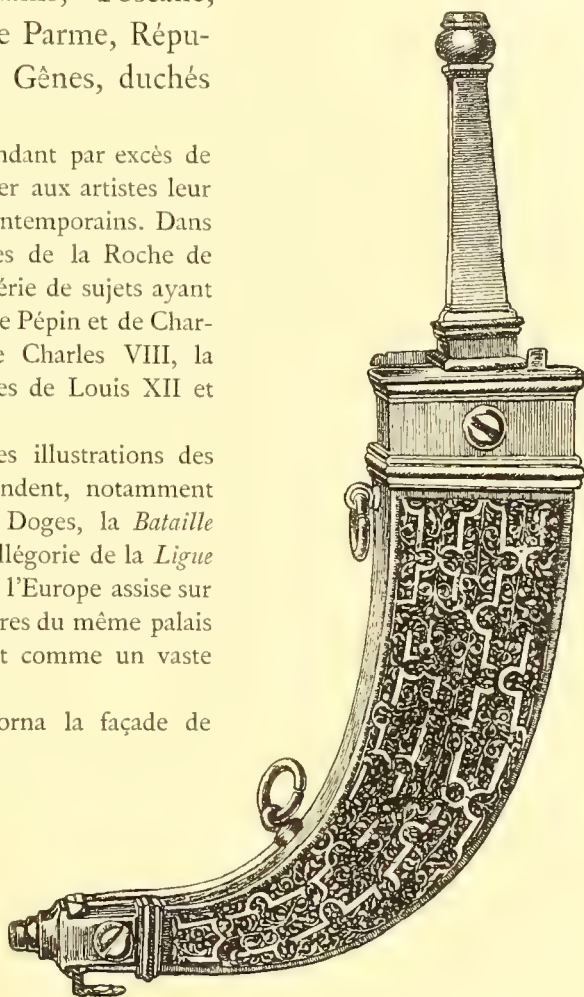 e Parme, Répu-
Gênes, duchés
ndant par excès de
er aux artistes leur
ntemporains. Dans
es de la Roche de
érie de sujets ayant
e Pépin et de Char-
e Charles VIII, la
es de Louis XII et
es illustrations des
endent, notamment
Doges, la Bataille
llégorie de la Ligue
l'Europe assise sur
res du même palais
t comme un vaste
orna la façade de